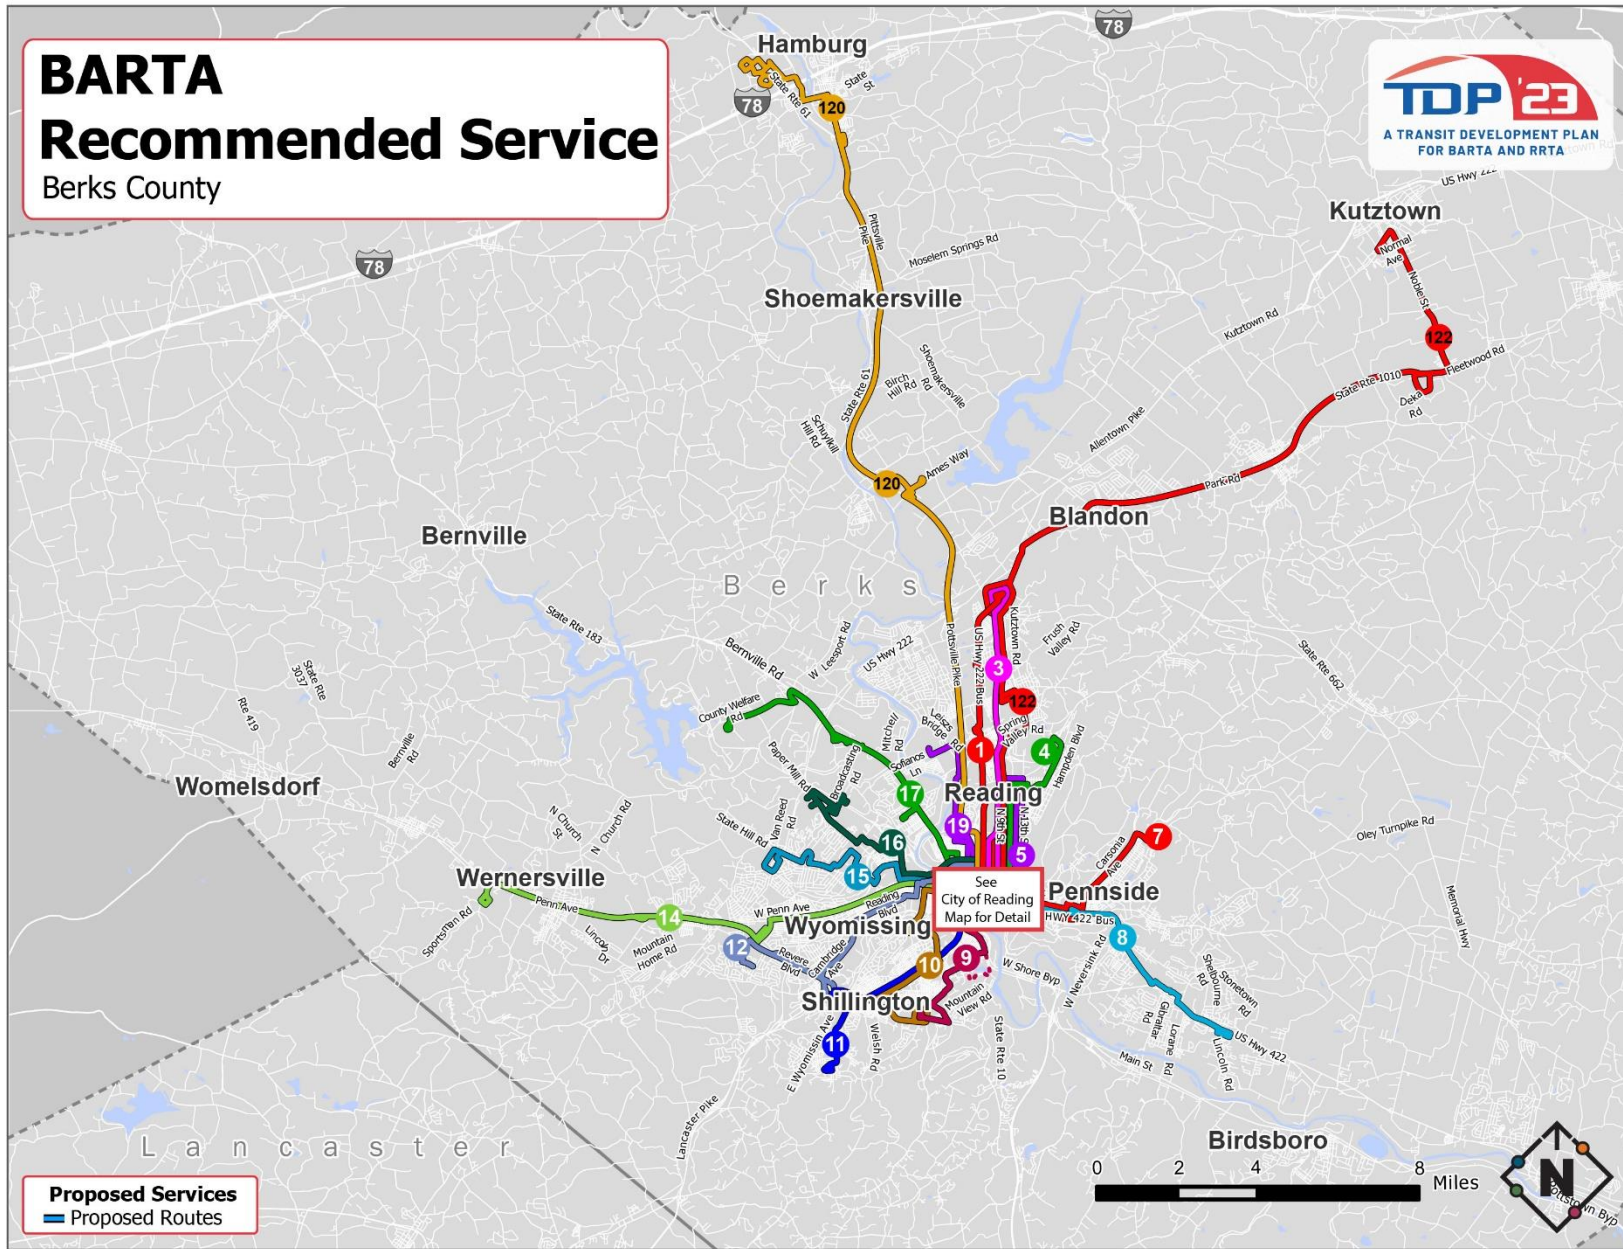 BARTA
Recommended Service
Berks County
TDP '23
A TRANSIT DEVELOPMENT PLAN
FOR BARTA AND RRTA
78
Hamburg
State St
State Rte 61
78
120
US Hwy 222
Kutztown
Normal Ave
Noble St
78
Pittsville Pike
Moselem Springs Rd
Shoemakersville
Kutztown Rd
122
Fleetwood Rd
State Rte 1010
Deka Rd
Shoemakersville Rd
Birch Hill Rd
State Rte 61
Schuylkill Hill Rd
Allentown Pike
Ames Way
120
Park Rd
Blandon
Bernville
Berks
State Rte 183
Bernville Rd
W Leesport Rd
US Hwy 222
Pottsville Pike
US Hwy 222 Bus
Kutztown Rd
Frush Valley Rd
State Rte 662
3
State Rte 3037
Rte 419
Bernville Rd
County Welfare Rd
Mitchell Rd
Leiszs Bridge Rd
122
Spring Valley Rd
1
4
Hampden Blvd
Sofianos Ln
Paper Mill Rd
Broadcasting Rd
Womelsdorf
17
Reading
N Church St
N Church Rd
Van Reed Rd
State Hill Rd
16
19
N 9th St
N 13th S
5
Carsonia Ave
7
Oley Turnpike Rd
15
Wernersville
See
City of Reading
Map for Detail
Pennside
Penn Ave
W Penn Ave
Reading Blvd
HWY 422 Bus
Sportsman Rd
14
Wyomissing
8
Memorial Hwy
Lincoln Dr
Mountain Home Rd
12
Revere Blvd
Cambridge Ave
10
9
W Shore Byp
W Neversink Rd
Shelbourne Rd
Stonetown Rd
Shillington
Mountain View Rd
Gibraltar Rd
Lorane Rd
US Hwy 422
11
E Wyomissin Ave
Welsh Rd
State Rte 10
Main St
Lincoln Rd
Lancaster Pike
Lancaster
Birdsboro
0 2 4 8
Miles
N
Pottstown Byp
Proposed Services
Proposed Routes